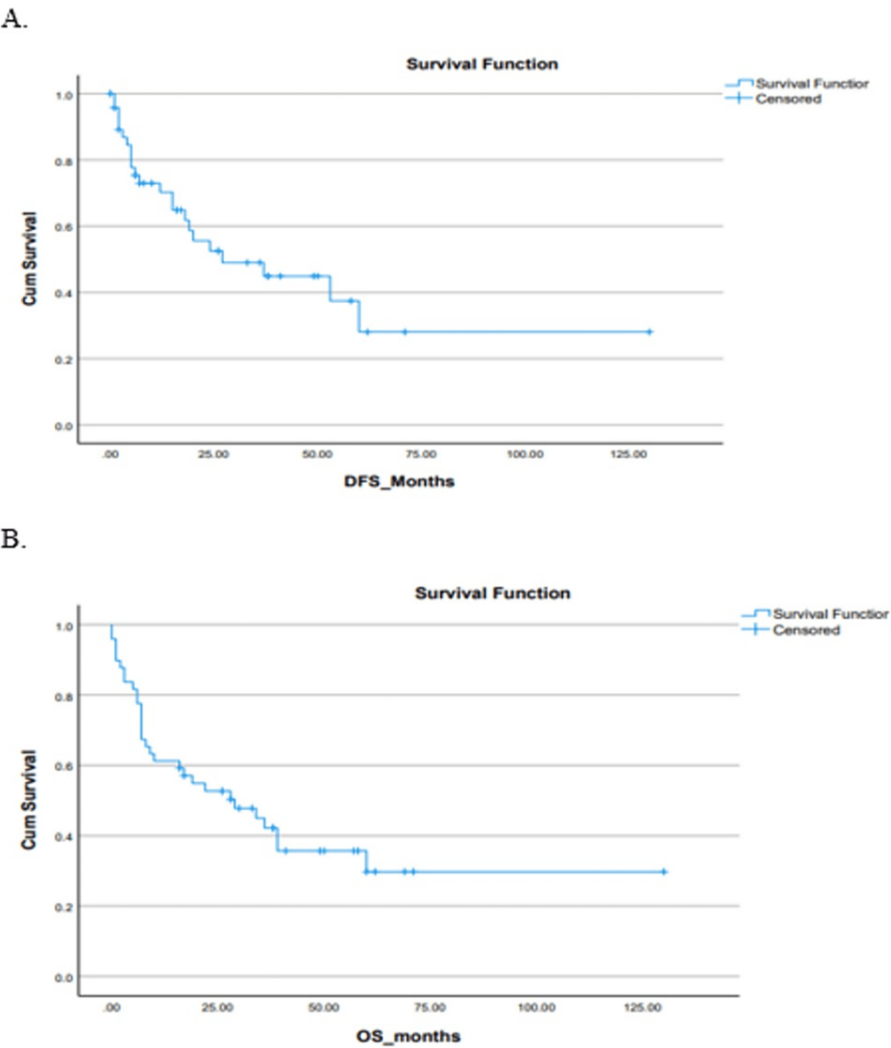 A.
Survival Function
Survival Functior
Censored
1.0
0.8
0.6
0.4
0.2
0.0
Cum Survival
.00 25.00 50.00 75.00 100.00 125.00
DFS_Months
B.
Survival Function
Survival Functior
Censored
1.0
0.8
0.6
0.4
0.2
0.0
Cum Survival
.00 25.00 50.00 75.00 100.00 125.00
OS_months